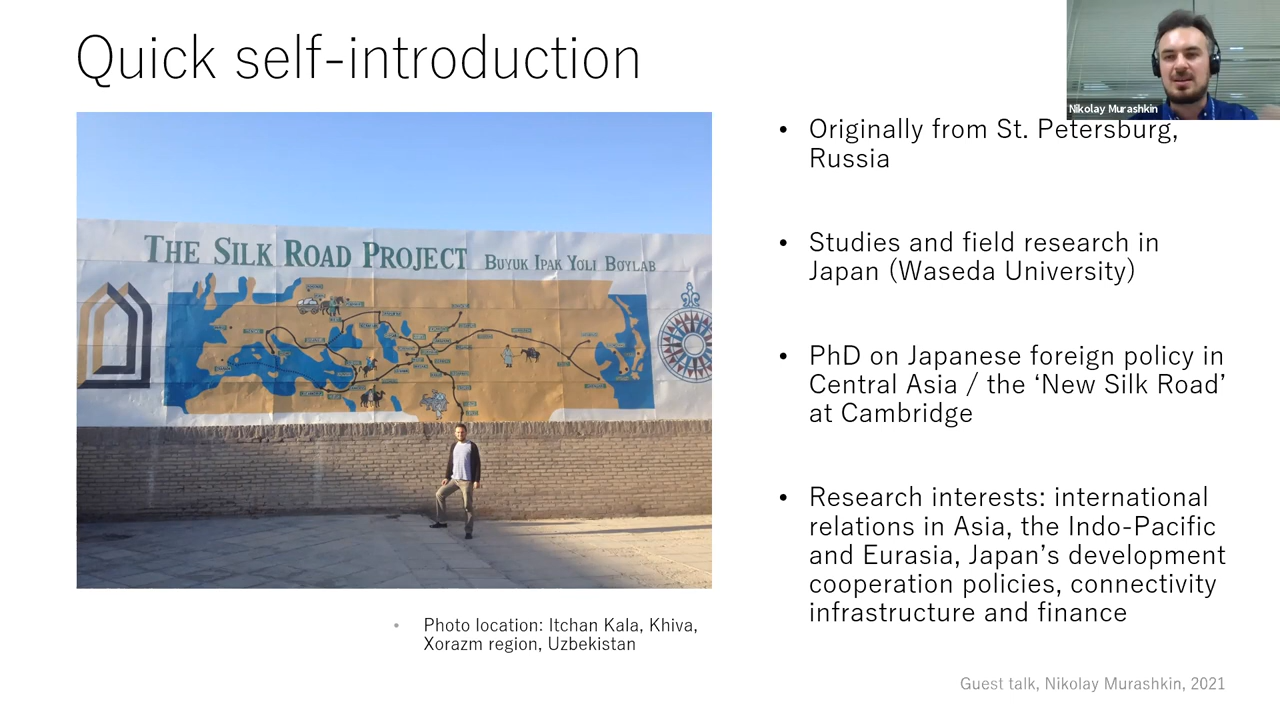 Quick self-introduction
Nikolay Murashkin
THE SILK ROAD PROJECT BUYUK IPAK YOLI BOYLAB
• Originally from St. Petersburg,
Russia
• Studies and field research in
Japan (Waseda University)
• PhD on Japanese foreign policy in
Central Asia / the ‘New Silk Road’
at Cambridge
• Research interests: international
relations in Asia, the Indo-Pacific
and Eurasia, Japan’s development
cooperation policies, connectivity
infrastructure and finance
• Photo location: Itchan Kala, Khiva,
Xorazm region, Uzbekistan
Guest talk, Nikolay Murashkin, 2021